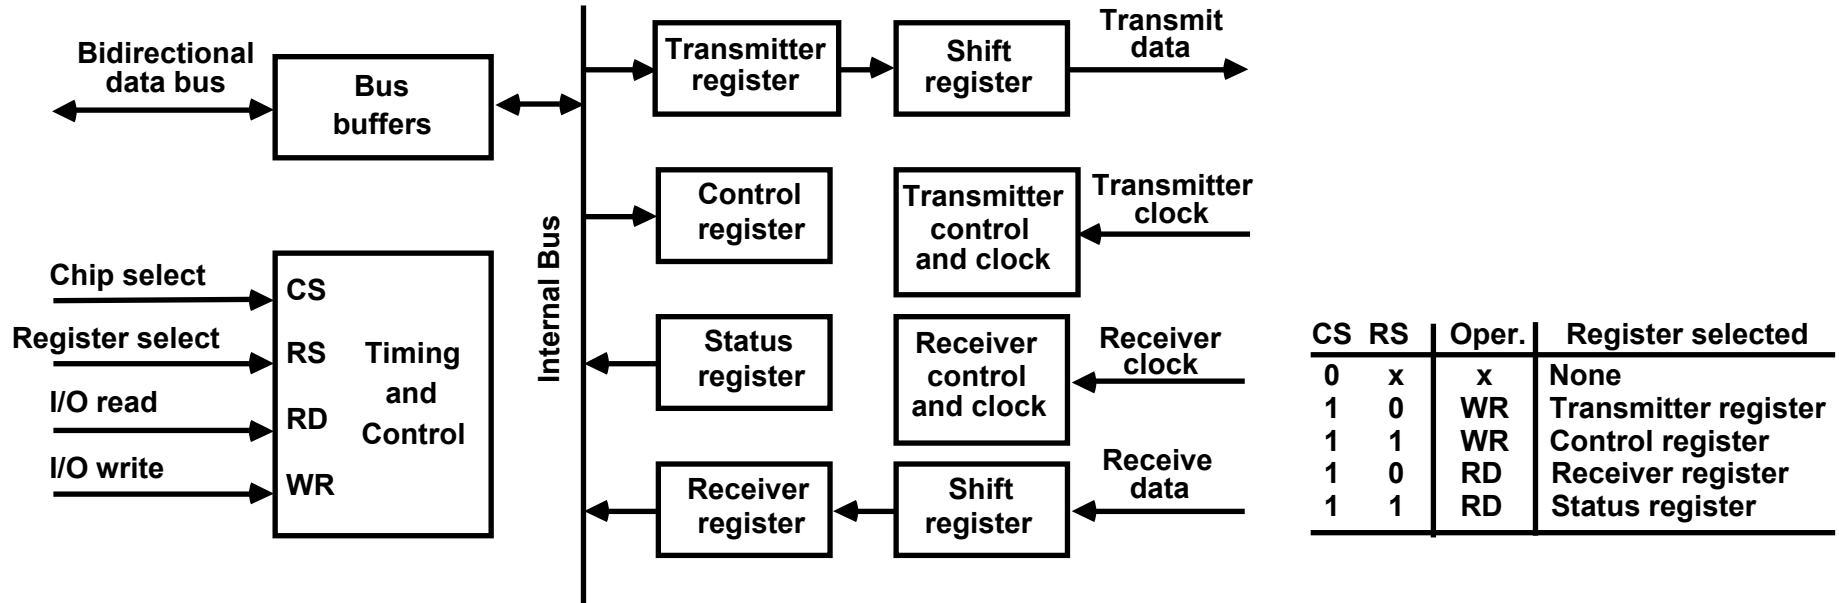 Bidirectional
data bus
Bus
buffers
Chip select
Register select
I/O read
I/O write
CS
RS
RD
WR
Timing
and
Control
Internal Bus
Transmitter
register
Shift
register
Transmit
data
Control
register
Transmitter
control
and clock
Transmitter
clock
Status
register
Receiver
control
and clock
Receiver
clock
Receiver
register
Shift
register
Receive
data
CS RS Oper. Register selected
0 x x None
1 0 WR Transmitter register
1 1 WR Control register
1 0 RD Receiver register
1 1 RD Status register